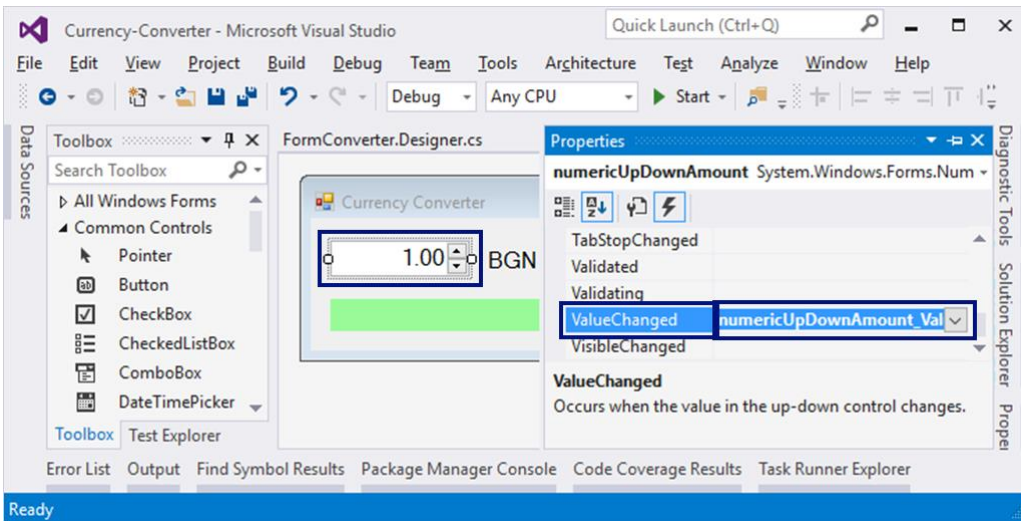 Currency-Converter - Microsoft Visual Studio
Quick Launch (Ctrl+Q)
File Edit View Project Build Debug Team Tools Architecture Test Analyze Window Help
Debug Any CPU Start
Data Sources
Toolbox
Search Toolbox
All Windows Forms
Common Controls
Pointer
Button
CheckBox
CheckedListBox
ComboBox
DateTimePicker
Toolbox Test Explorer
FormConverter.Designer.cs
Currency Converter
1.00 BGN
Properties
numericUpDownAmount System.Windows.Forms.Num
TabStopChanged
Validated
Validating
ValueChanged numericUpDownAmount_Val
VisibleChanged
ValueChanged
Occurs when the value in the up-down control changes.
Diagnostic Tools
Solution Explorer
Proper
Error List Output Find Symbol Results Package Manager Console Code Coverage Results Task Runner Explorer
Ready